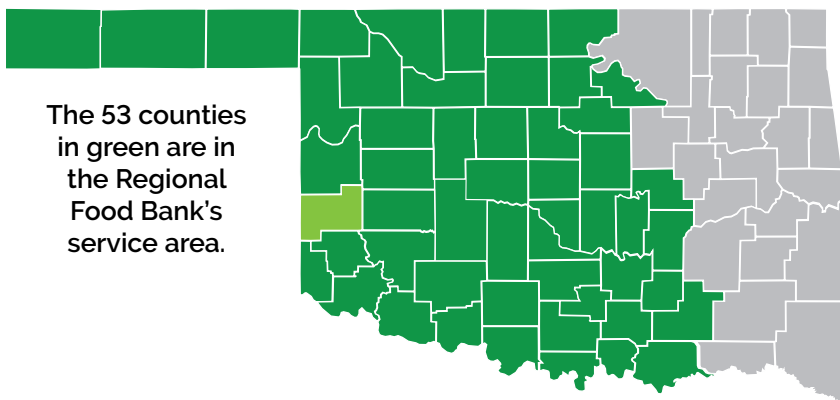 The 53 counties
in green are in
the Regional
Food Bank's
service area.